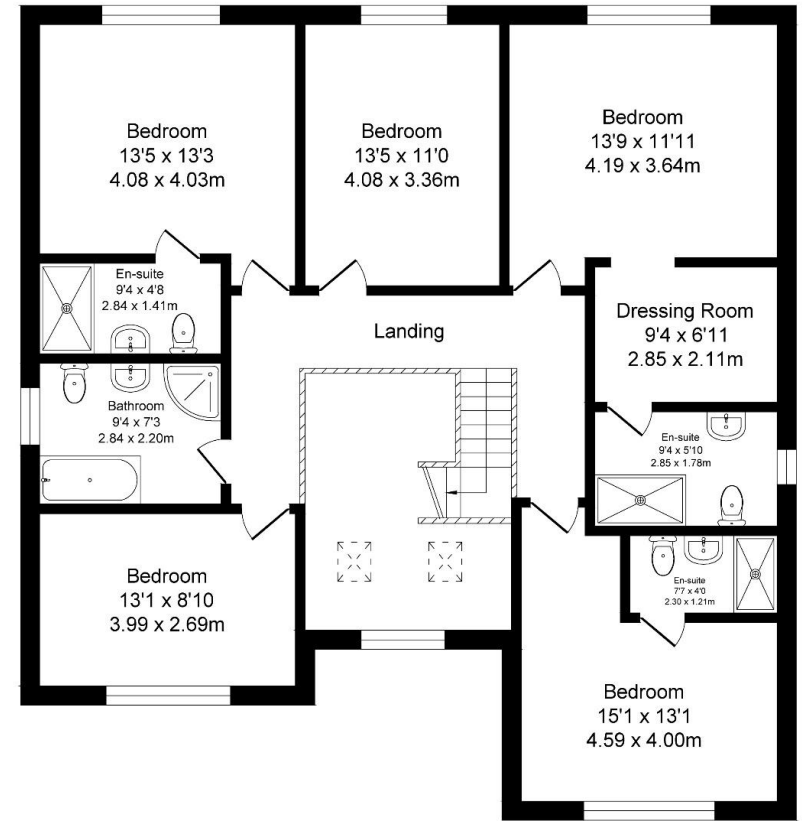 Bedroom
13'5 x 13'3
4.08 x 4.03m
Bedroom
13'5 x 11'0
4.08 x 3.36m
Bedroom
13'9 x 11'11
4.19 x 3.64m
En-suite
9'4 x 4'8
2.84 x 1.41m
Landing
Dressing Room
9'4 x 6'11
2.85 x 2.11m
Bathroom
9'4 x 7'3
2.84 x 2.20m
En-suite
9'4 x 5'10
2.85 x 1.78m
Bedroom
13'1 x 8'10
3.99 x 2.69m
En-suite
7'7 x 4'0
2.30 x 1.21m
Bedroom
15'1 x 13'1
4.59 x 4.00m